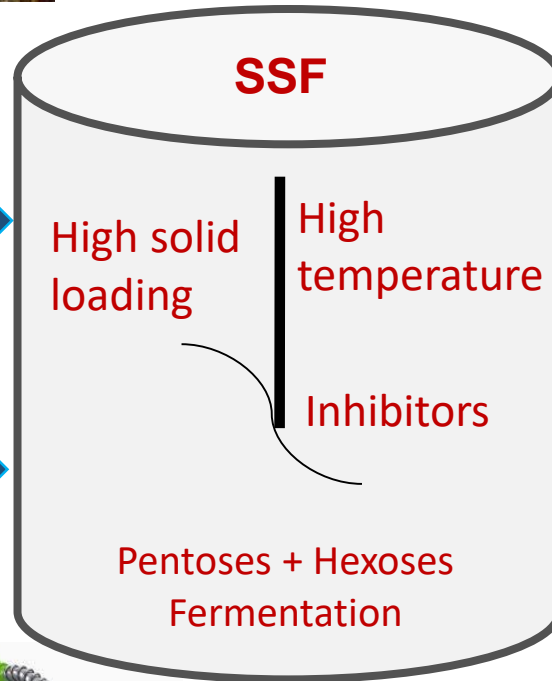 SSF
High solid
loading
High
temperature
Inhibitors
Pentoses + Hexoses
Fermentation